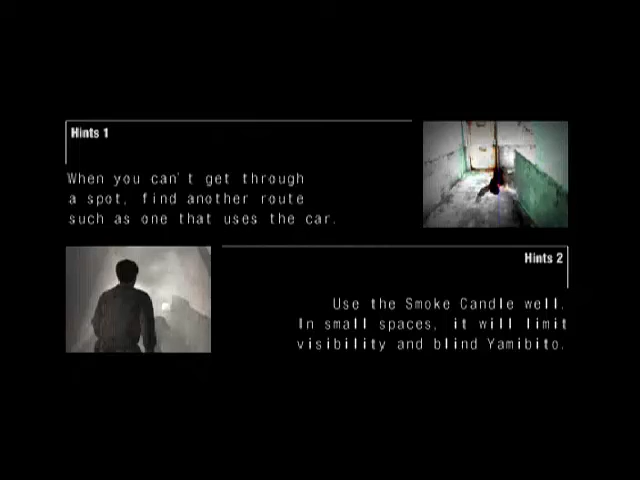 Hints 1
When you can't get through
a spot, find another route
such as one that uses the car.
Hints 2
Use the Smoke Candle well.
In small spaces, it will limit
visibility and blind Yamibito.